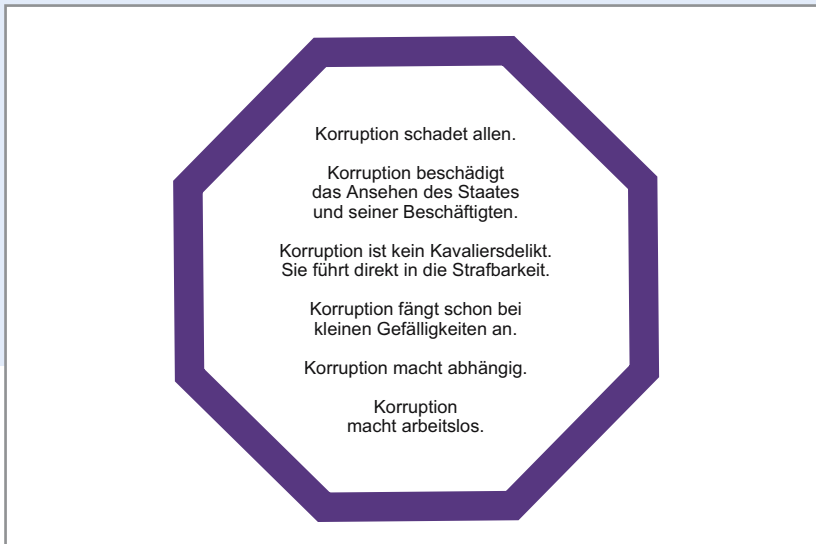 Korruption schadet allen.
Korruption beschädigt
das Ansehen des Staates
und seiner Beschäftigten.
Korruption ist kein Kavaliersdelikt.
Sie führt direkt in die Strafbarkeit.
Korruption fängt schon bei
kleinen Gefälligkeiten an.
Korruption macht abhängig.
Korruption
macht arbeitslos.